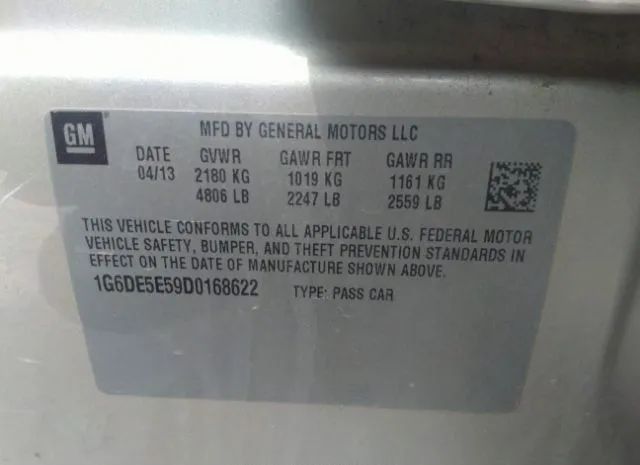 GM
MFD BY GENERAL MOTORS LLC
DATE GVWR GAWR FRT GAWR RR
04/13 2180 KG 1019 KG 1161 KG
4806 LB 2247 LB 2559 LB
THIS VEHICLE CONFORMS TO ALL APPLICABLE U.S. FEDERAL MOTOR
VEHICLE SAFETY, BUMPER, AND THEFT PREVENTION STANDARDS IN
EFFECT ON THE DATE OF MANUFACTURE SHOWN ABOVE.
1G6DE5E59D0168622 TYPE: PASS CAR